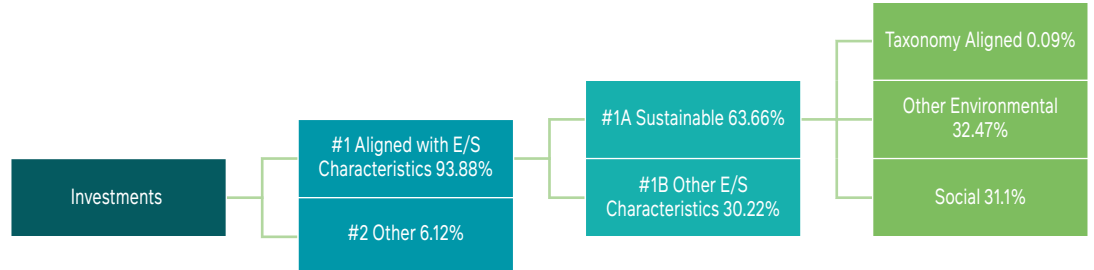 Investments
#1 Aligned with E/S
Characteristics 93.88%
#2 Other 6.12%
#1A Sustainable 63.66%
#1B Other E/S
Characteristics 30.22%
Taxonomy Aligned 0.09%
Other Environmental
32.47%
Social 31.1%